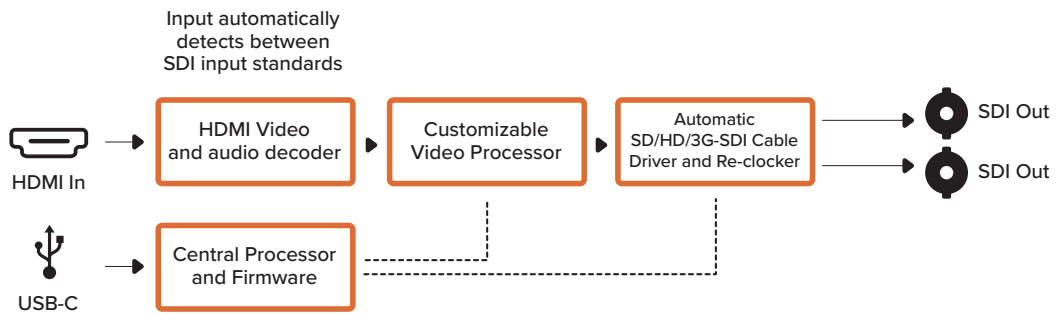 Input automatically
detects between
SDI input standards
HDMI In
HDMI Video
and audio decoder
Customizable
Video Processor
Automatic
SD/HD/3G-SDI Cable
Driver and Re-clocker
SDI Out
SDI Out
USB-C
Central Processor
and Firmware